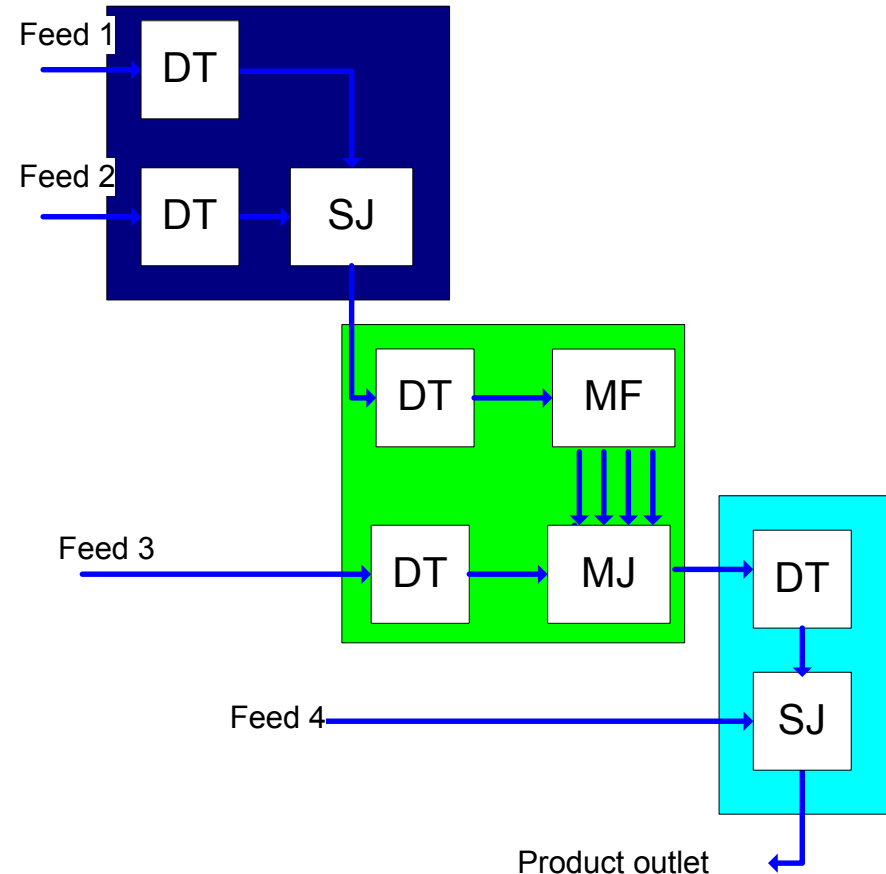 Feed 1
DT
Feed 2
DT
SJ
DT
MF
Feed 3
DT
MJ
DT
Feed 4
SJ
Product outlet